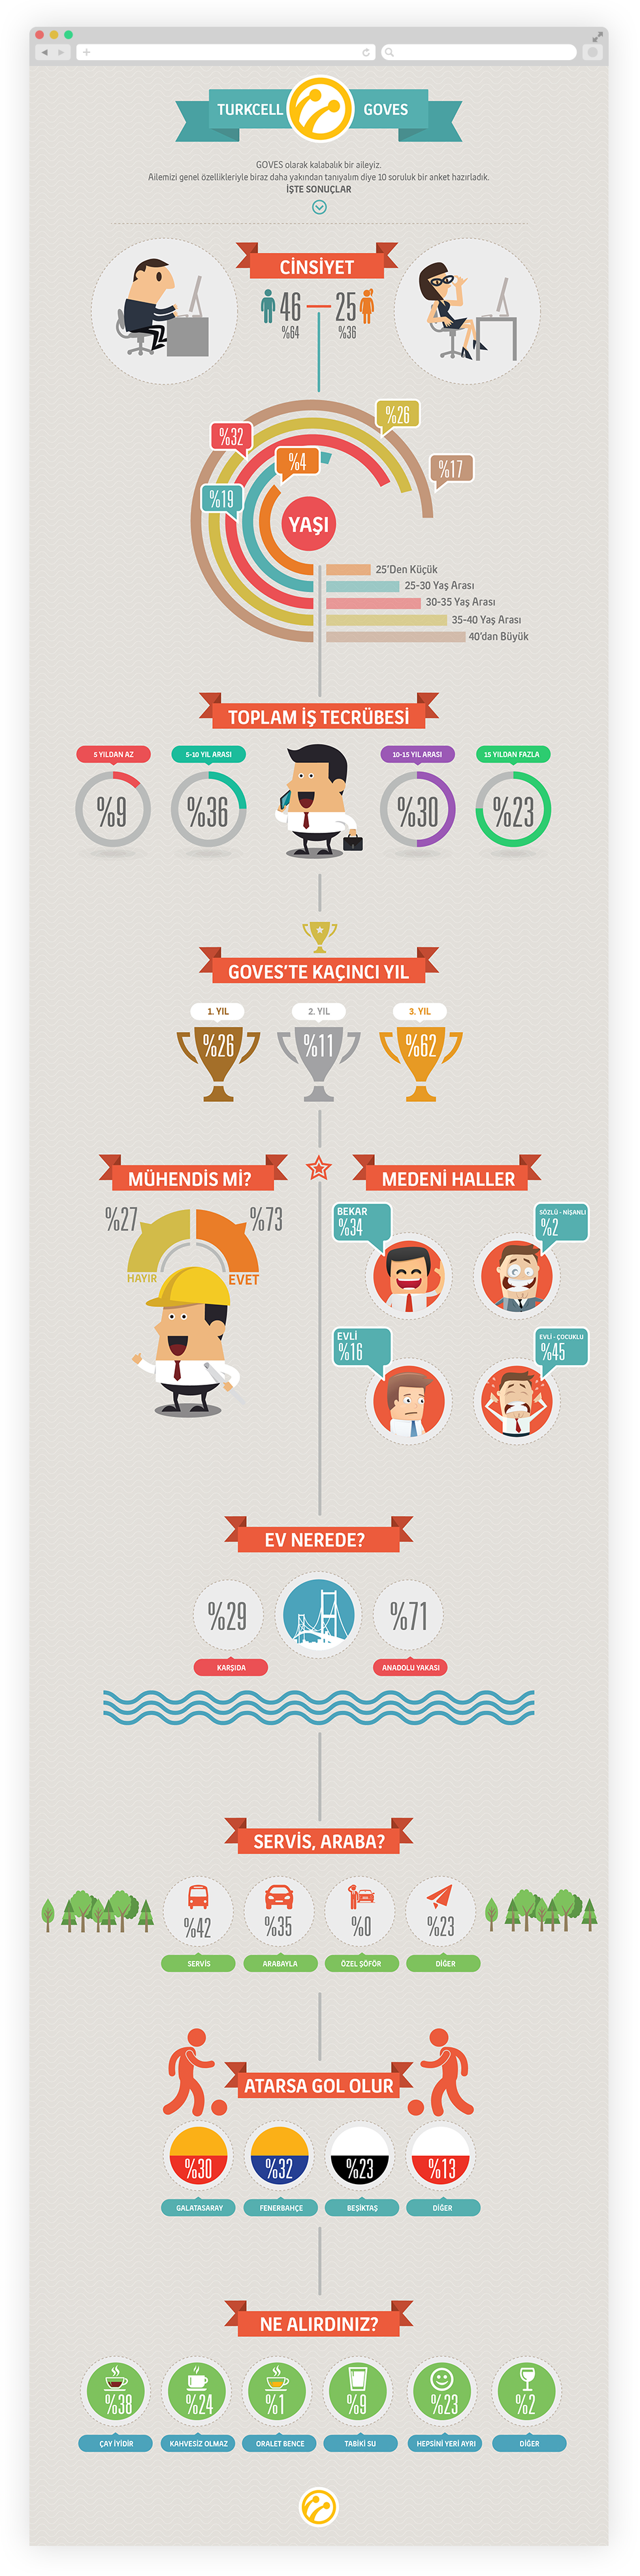 TURKCELL GOVES
GOVES olarak kalabalık bir aileyiz.
Ailemizi genel özellikleriyle biraz daha yakından tanıyalım diye 10 soruluk bir anket hazırladık.
İŞTE SONUÇLAR
CİNSİYET
46 25
%64 %36
%26
%32
%4
%17
%19
YAŞI
25'Den Küçük
25-30 Yaş Arası
30-35 Yaş Arası
35-40 Yaş Arası
40'dan Büyük
TOPLAM İŞ TECRÜBESİ
5 YILDAN AZ 5-10 YIL ARASI 10-15 YIL ARASI 15 YILDAN FAZLA
%9 %36 %30 %23
GOVES'TE KAÇINCI YIL
1. YIL 2. YIL 3. YIL
%26 %11 %62
MÜHENDİS Mİ?
%27 %73
HAYIR EVET
MEDENİ HALLER
BEKAR
%34
SÖZLÜ - NİŞANLI
%2
EVLİ
%16
EVLİ - ÇOCUKLU
%45
EV NEREDE?
%29 %71
KARŞIDA ANADOLU YAKASI
SERVİS, ARABA?
%42 %35 %0 %23
SERVİS ARABAYLA ÖZEL ŞÖFÖR DİĞER
ATARSA GOL OLUR
%30 %32 %23 %13
GALATASARAY FENERBAHÇE BEŞİKTAŞ DİĞER
NE ALIRDINIZ?
%38 %24 %1 %9 %23 %2
ÇAY İYİDİR KAHVESİZ OLMAZ ORALET BENCE TABİKİ SU HEPSİNİ YERİ AYRI DİĞER